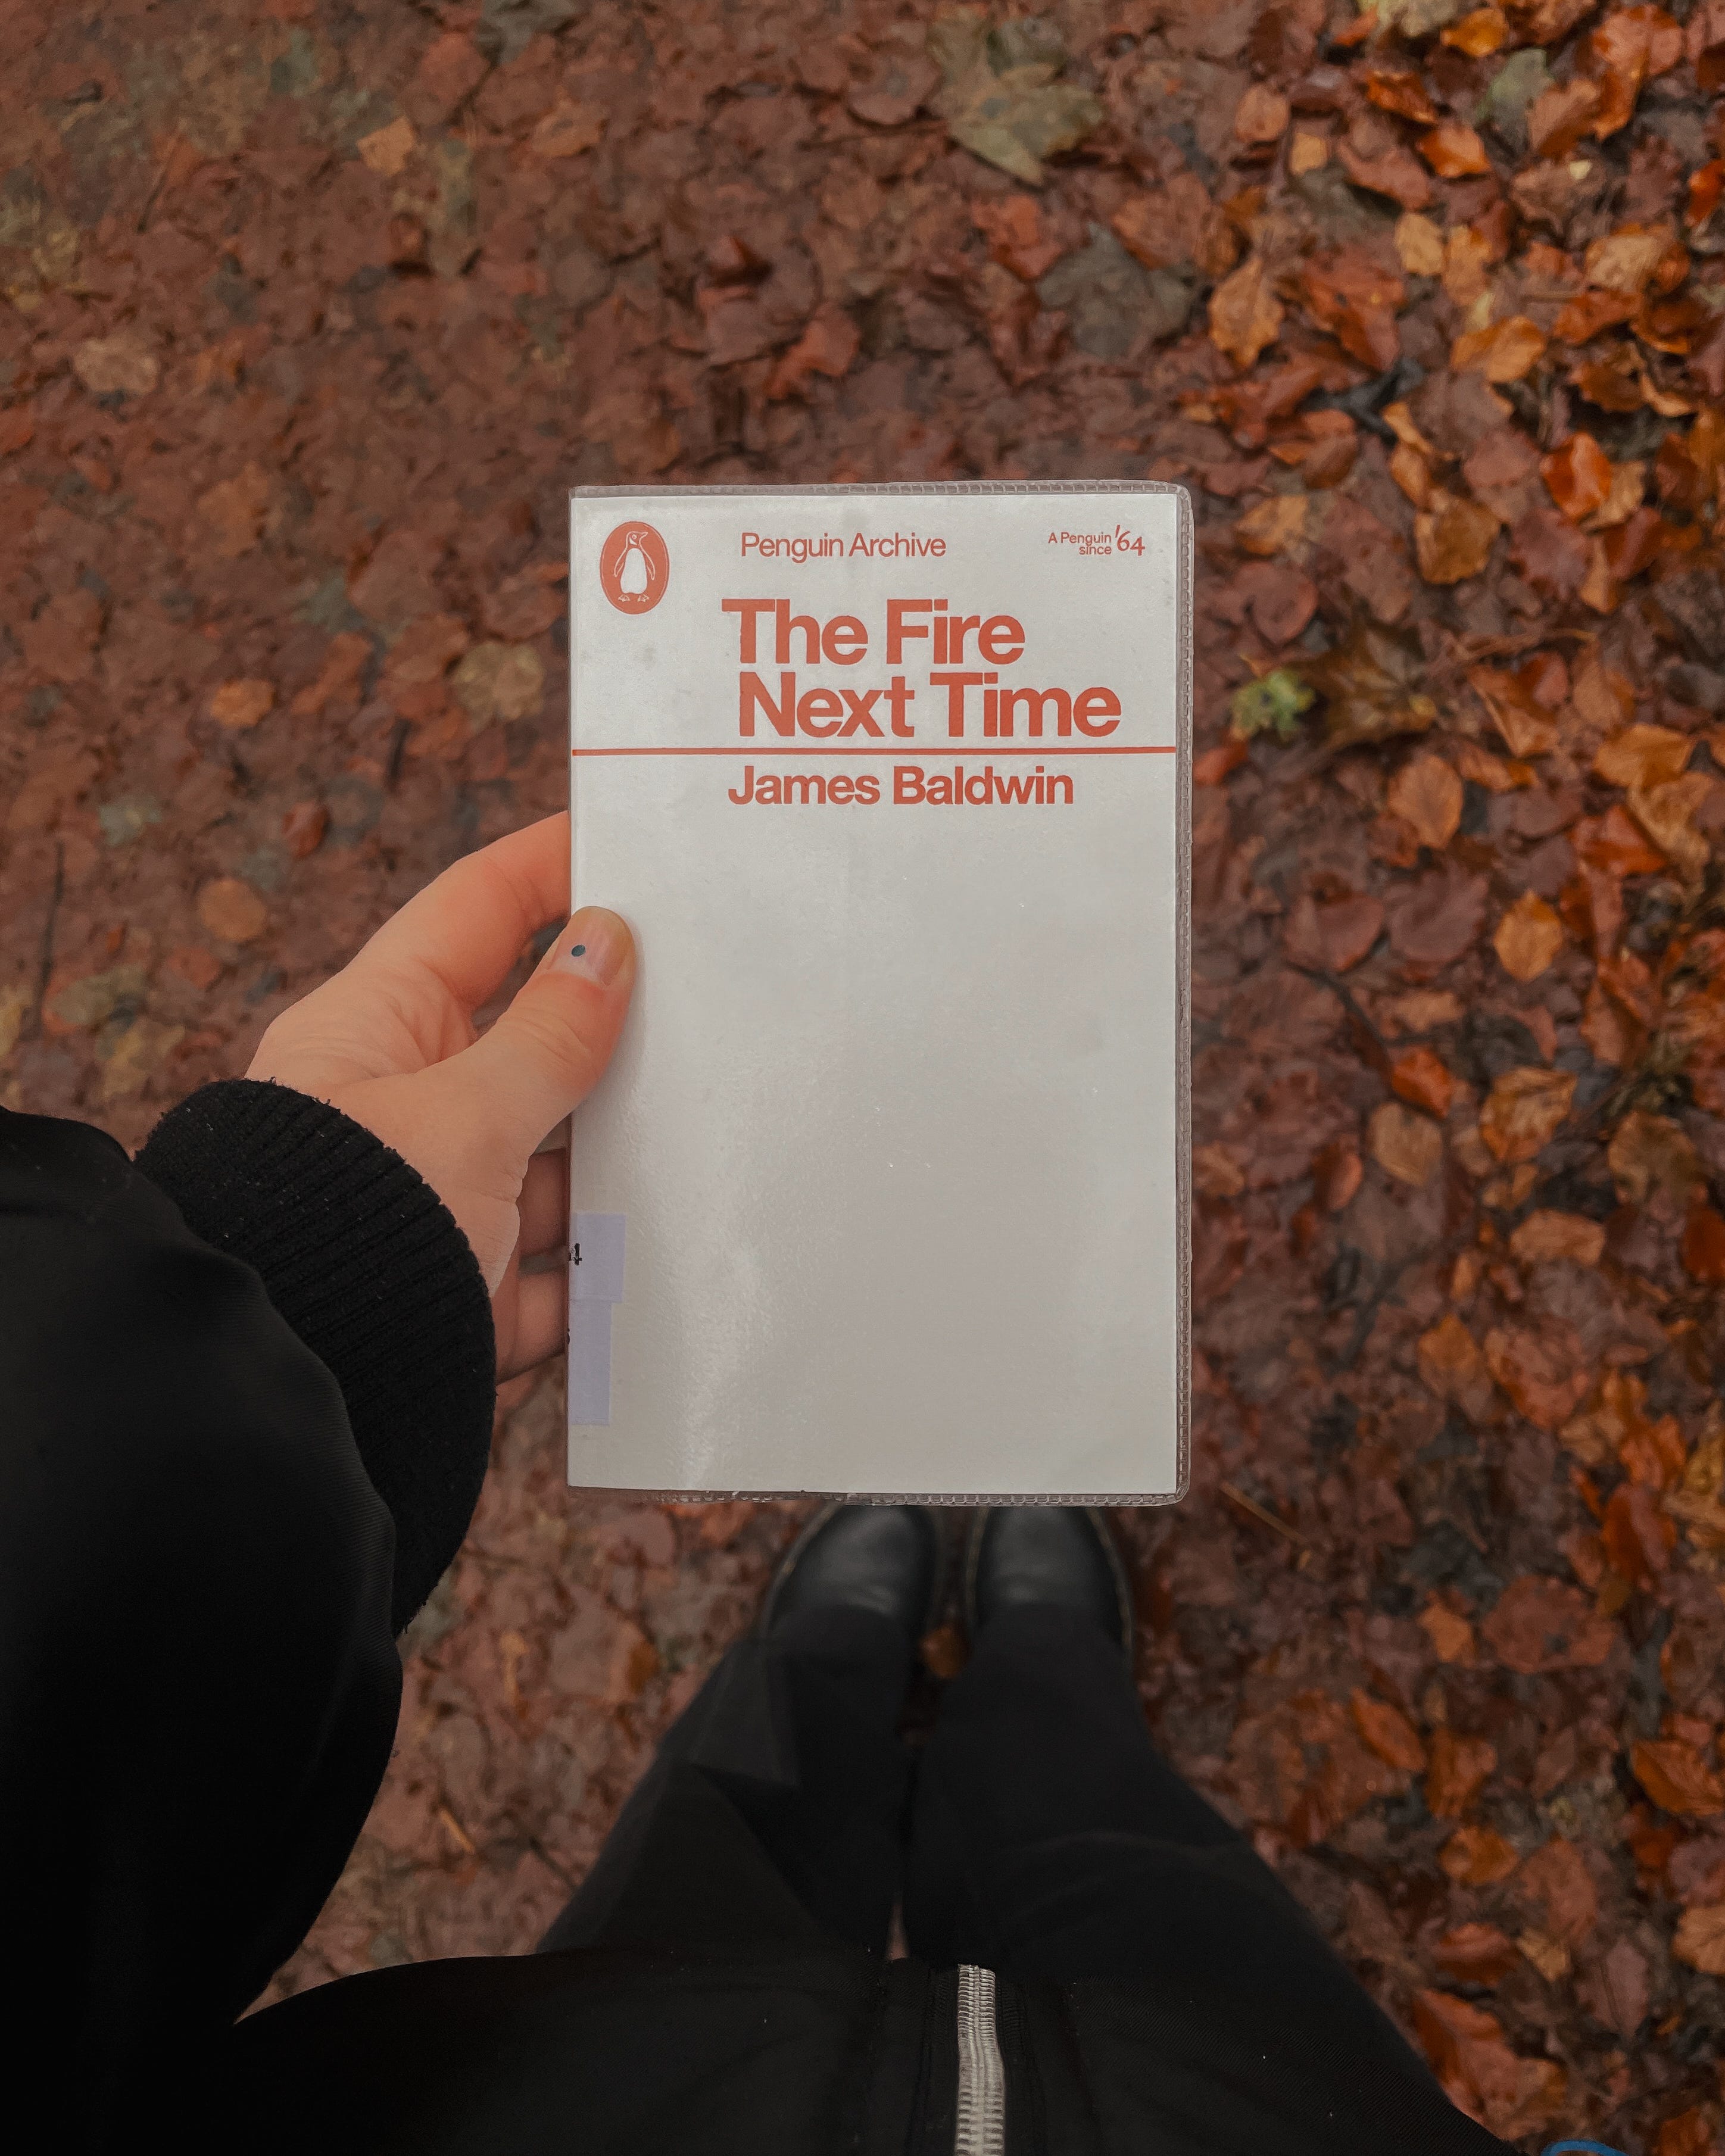 Penguin Archive
A Penguin
since '64
The Fire
Next Time
James Baldwin